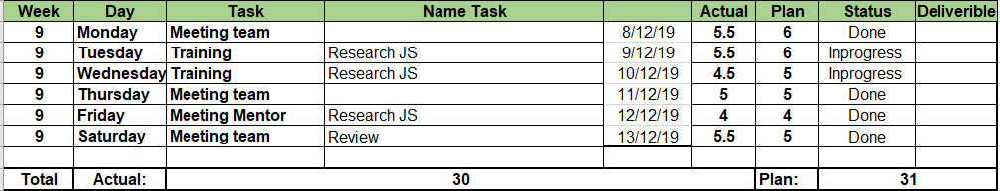 Week Day Task Name Task Actual Plan Status Deliverible
9 Monday Meeting team 8/12/19 5.5 6 Done
9 Tuesday Training Research JS 9/12/19 5.5 6 Inprogress
9 Wednesday Training Research JS 10/12/19 4.5 5 Inprogress
9 Thursday Meeting team 11/12/19 5 5 Done
9 Friday Meeting Mentor Research JS 12/12/19 4 4 Done
9 Saturday Meeting team Review 13/12/19 5.5 5 Done
Total Actual: 30 Plan: 31